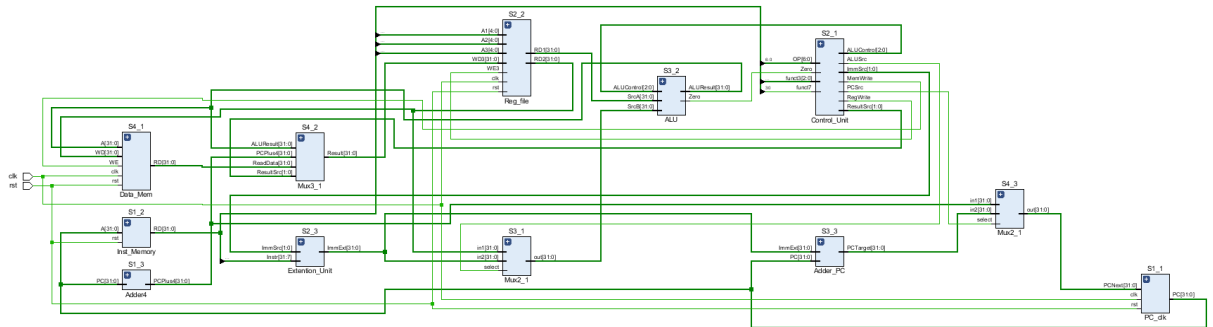 S2_2
A1[4:0]
A2[4:0]
A3[4:0]
WD3[31:0]
WE3
clk
rst
RD1[31:0]
RD2[31:0]
Reg_file
S2_1
OP[6:0]
Zero
funct3[2:0]
funct7
ALUControl[2:0]
ALUSrc
ImmSrc[1:0]
MemWrite
PCSrc
RegWrite
ResultSrc[1:0]
Control_Unit
S3_2
ALUControl[2:0]
SrcA[31:0]
SrcB[31:0]
ALUResult[31:0]
Zero
ALU
S4_1
A[31:0]
WD[31:0]
WE
clk
rst
RD[31:0]
Data_Mem
S4_2
ALUResult[31:0]
PCPlus4[31:0]
ReadData[31:0]
ResultSrc[1:0]
Result[31:0]
Mux3_1
clk
rst
S1_2
A[31:0]
rst
RD[31:0]
Inst_Memory
S1_3
PC[31:0]
PCPlus4[31:0]
Adder4
S2_3
ImmSrc[1:0]
Instr[31:7]
ImmExt[31:0]
Extention_Unit
S3_1
in1[31:0]
in2[31:0]
select
out[31:0]
Mux2_1
S3_3
ImmExt[31:0]
PC[31:0]
PCTarget[31:0]
Adder_PC
S4_3
in1[31:0]
in2[31:0]
select
out[31:0]
Mux2_1
S1_1
PCNext[31:0]
clk
rst
PC[31:0]
PC_clk